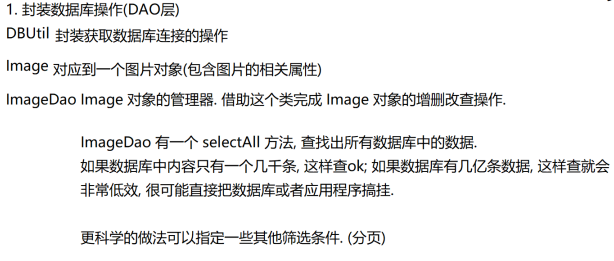 1. 封装数据库操作(DAO层)
DBUtil 封装获取数据库连接的操作
Image 对应到一个图片对象(包含图片的相关属性)
ImageDao Image 对象的管理器. 借助这个类完成 Image 对象的增删改查操作.
ImageDao 有一个 selectAll 方法, 查找出所有数据库中的数据.
如果数据库中内容只有一个几千条, 这样查ok; 如果数据库有几亿条数据, 这样查就会
非常低效, 很可能直接把数据库或者应用程序搞挂.
更科学的做法可以指定一些其他筛选条件. (分页)